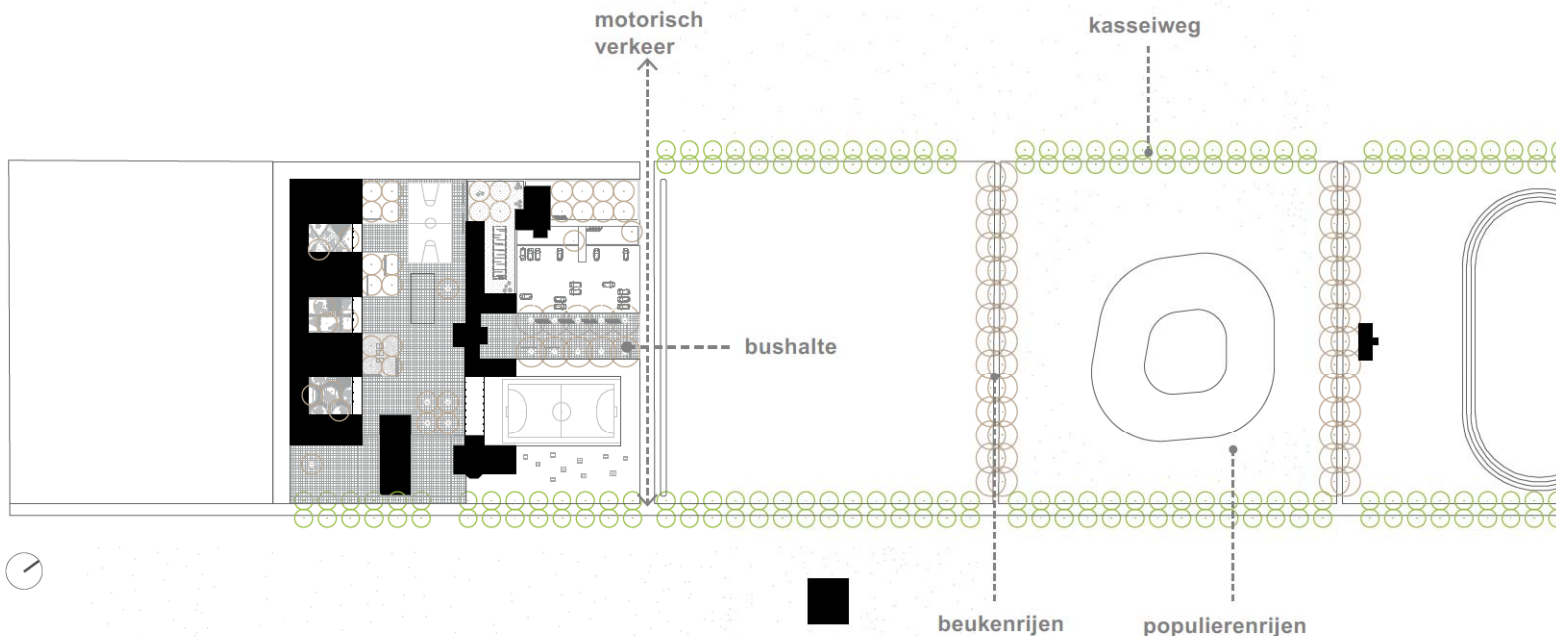 motorisch
verkeer
kasseiweg
bushalte
beukenrijen
populierenrijen